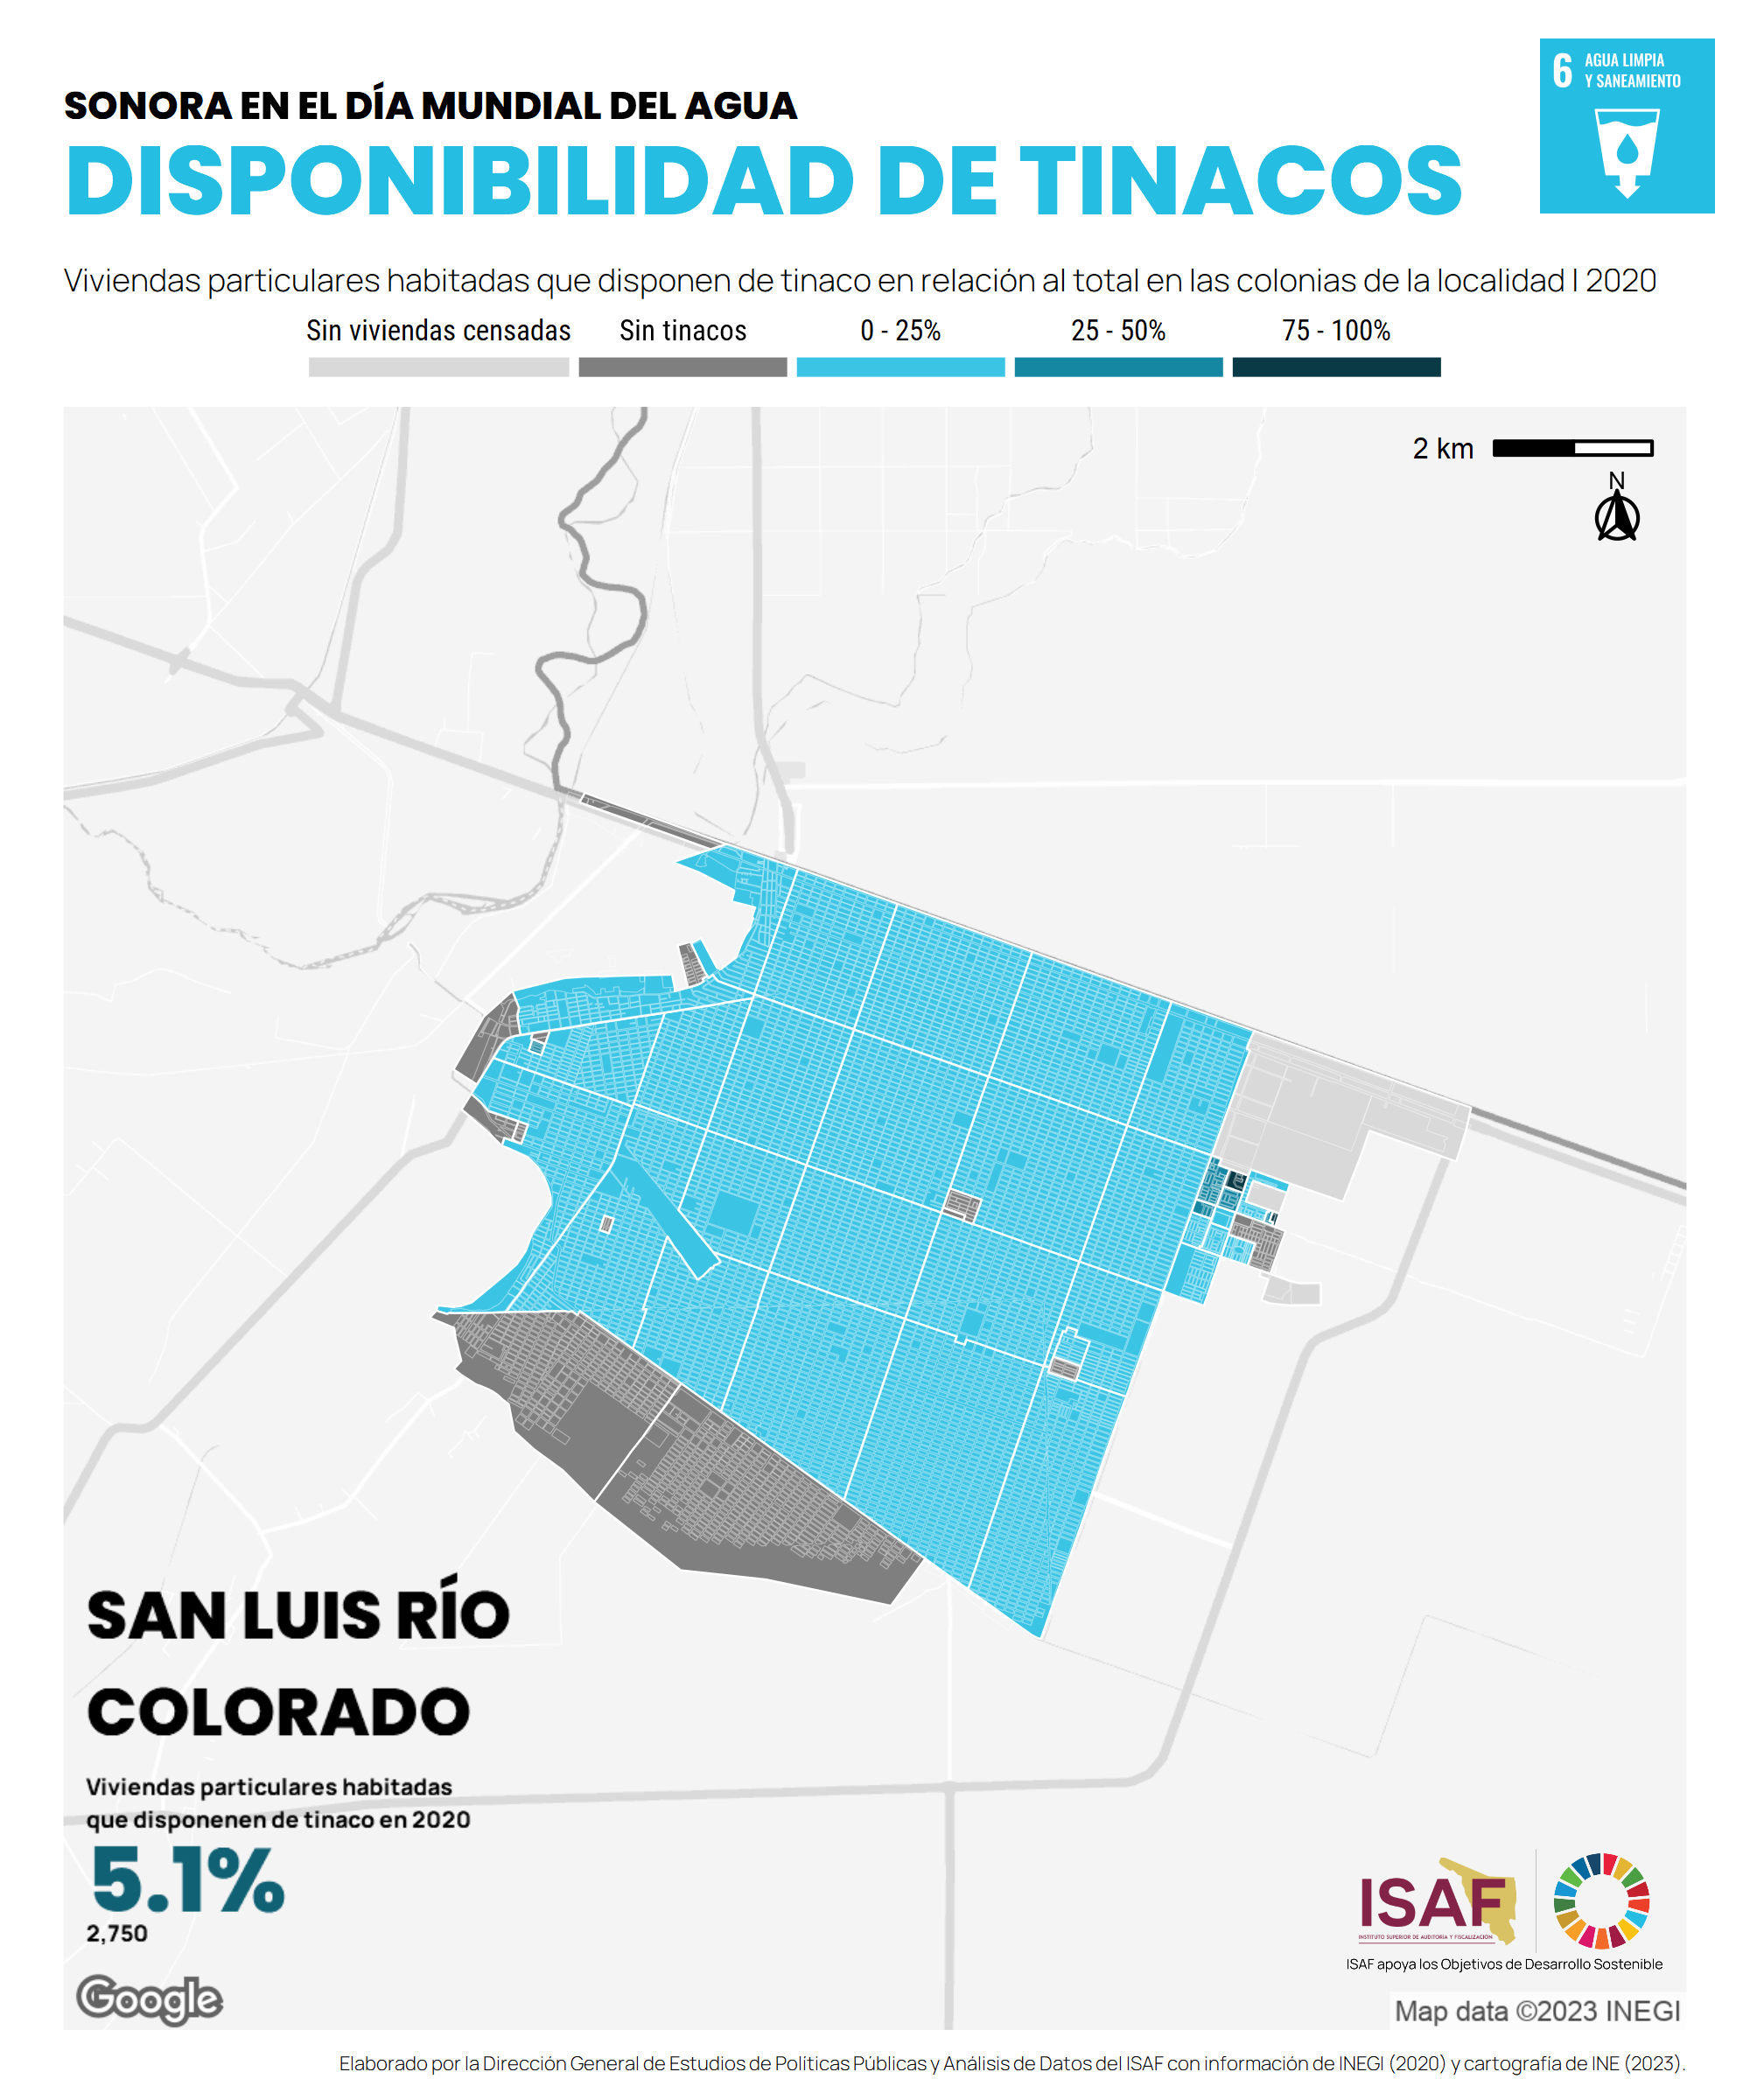 SONORA EN EL DÍA MUNDIAL DEL AGUA
DISPONIBILIDAD DE TINACOS
6 AGUA LIMPIA
Y SANEAMIENTO
Viviendas particulares habitadas que disponen de tinaco en relación al total en las colonias de la localidad | 2020
Sin viviendas censadas Sin tinacos 0 - 25% 25 - 50% 75 - 100%
2 km
N
SAN LUIS RÍO
COLORADO
Viviendas particulares habitadas
que disponenen de tinaco en 2020
5.1%
2,750
Google
ISAF
INSTITUTO SUPERIOR DE AUDITORÍA Y FISCALIZACIÓN
ISAF apoya los Objetivos de Desarrollo Sostenible
Map data ©2023 INEGI
Elaborado por la Dirección General de Estudios de Políticas Públicas y Análisis de Datos del ISAF con información de INEGI (2020) y cartografía de INE (2023).